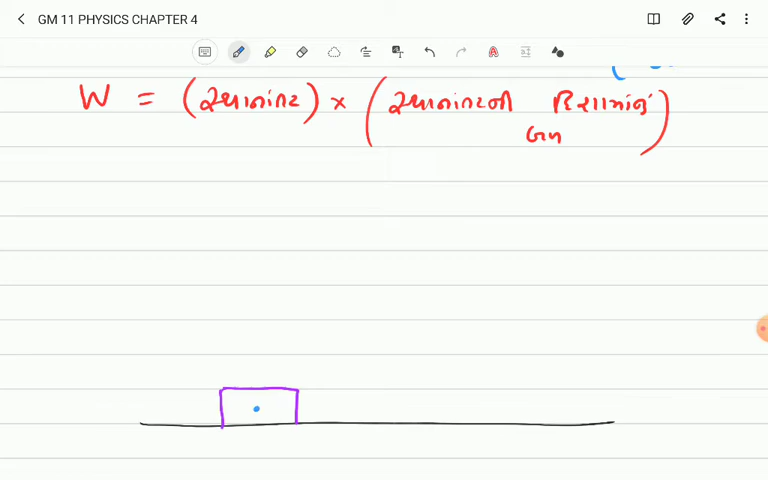 GM 11 PHYSICS CHAPTER 4
W = (સ્થાનાંતર) × (સ્થાનાંતરની દિશામાં
બળ)